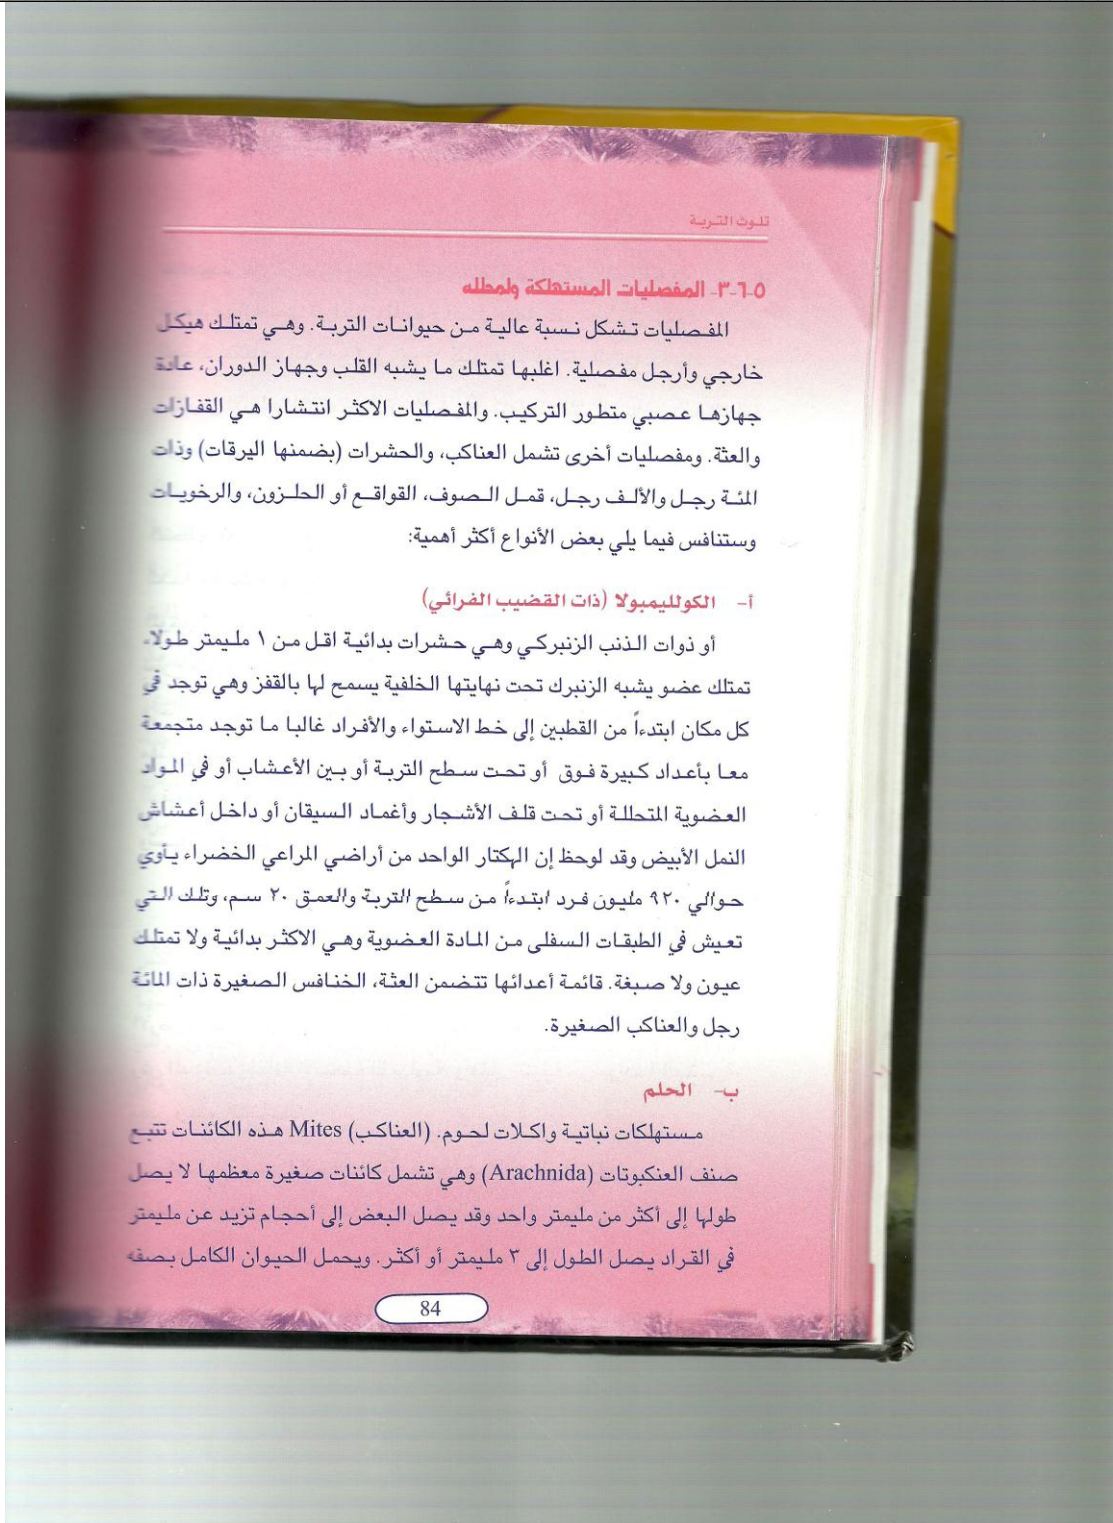 تلوث التربة
٥-٦-٣- المفصليات المستهلكة ولمحلله
المفصليات تشكل نسبة عالية من حيوانات التربة. وهي تمتلك هيكل
خارجي وأرجل مفصلية. اغلبها تمتلك ما يشبه القلب وجهاز الدوران، عادة
جهازها عصبي متطور التركيب. والمفصليات الاكثر انتشارا هي القفازات
والعثة. ومفصليات أخرى تشمل العناكب، والحشرات (بضمنها اليرقات) وذات
المئة رجل والألف رجل، قمل الصوف، القواقع أو الحلزون، والرخويات
وستنافس فيما يلي بعض الأنواع أكثر أهمية:
أ- الكولليمبولا (ذات القضيب الغرائي)
أو ذوات الذنب الزنبركي وهي حشرات بدائية اقل من ١ مليمتر طولا،
تمتلك عضو يشبه الزنبرك تحت نهايتها الخلفية يسمح لها بالقفز وهي توجد في
كل مكان ابتدءاً من القطبين إلى خط الاستواء والأفراد غالبا ما توجد متجمعة
معا بأعداد كبيرة فوق أو تحت سطح التربة أو بين الأعشاب أو في المواد
العضوية المتحللة أو تحت قلف الأشجار وأغماد السيقان أو داخل أعشاش
النمل الأبيض وقد لوحظ إن الهكتار الواحد من أراضي المراعي الخضراء يأوي
حوالي ٩٢٠ مليون فرد ابتدءاً من سطح التربة والعمق ٢٠ سم، وتلك التي
تعيش في الطبقات السفلى من المادة العضوية وهي الاكثر بدائية ولا تمتلك
عيون ولا صبغة. قائمة أعدائها تتضمن العثة، الخنافس الصغيرة ذات المائة
رجل والعناكب الصغيرة.
ب- الحلم
مستهلكات نباتية واكلات لحوم. (العناكب) Mites هذه الكائنات تتبع
صنف العنكبوتات (Arachnida) وهي تشمل كائنات صغيرة معظمها لا يصل
طولها إلى أكثر من مليمتر واحد وقد يصل البعض إلى أحجام تزيد عن مليمتر
في القراد يصل الطول إلى ٣ مليمتر أو أكثر. ويحمل الحيوان الكامل بصفه
84